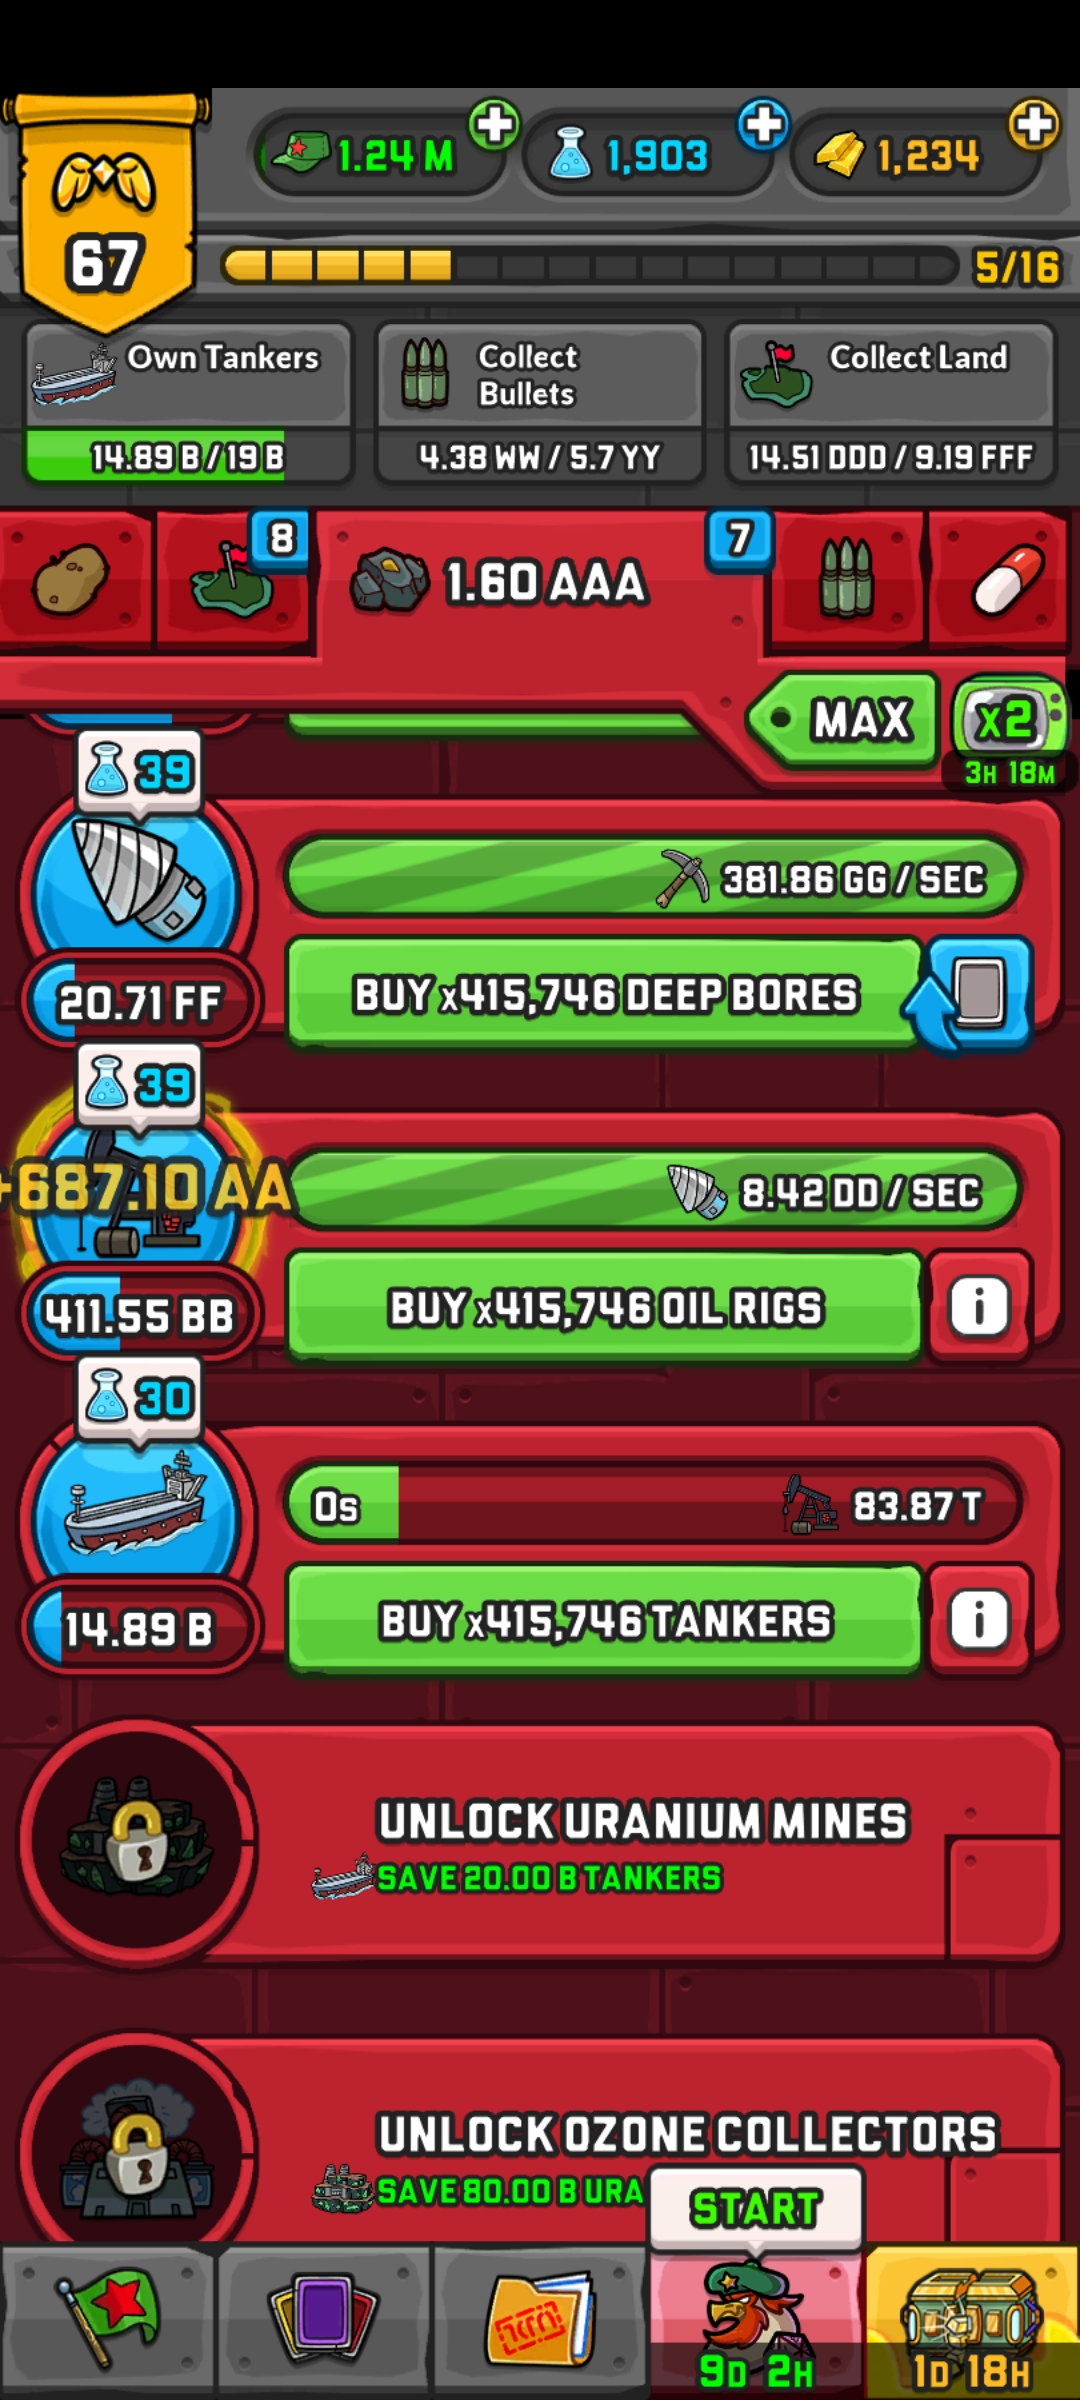 1.24 M
1,903
1,234
67
5/16
Own Tankers
14.89 B / 19 B
Collect
Bullets
4.38 WW / 5.7 YY
Collect Land
14.51 DDD / 9.19 FFF
8
1.60 AAA
7
MAX
x2
3H 18M
39
381.86 GG / SEC
20.71 FF
BUY x415,746 DEEP BORES
39
+687.10 AA
8.42 DD / SEC
411.55 BB
BUY x415,746 OIL RIGS
i
30
0s
83.87 T
14.89 B
BUY x415,746 TANKERS
i
UNLOCK URANIUM MINES
SAVE 20.00 B TANKERS
UNLOCK OZONE COLLECTORS
SAVE 80.00 B URA
START
9D 2H
1D 18H